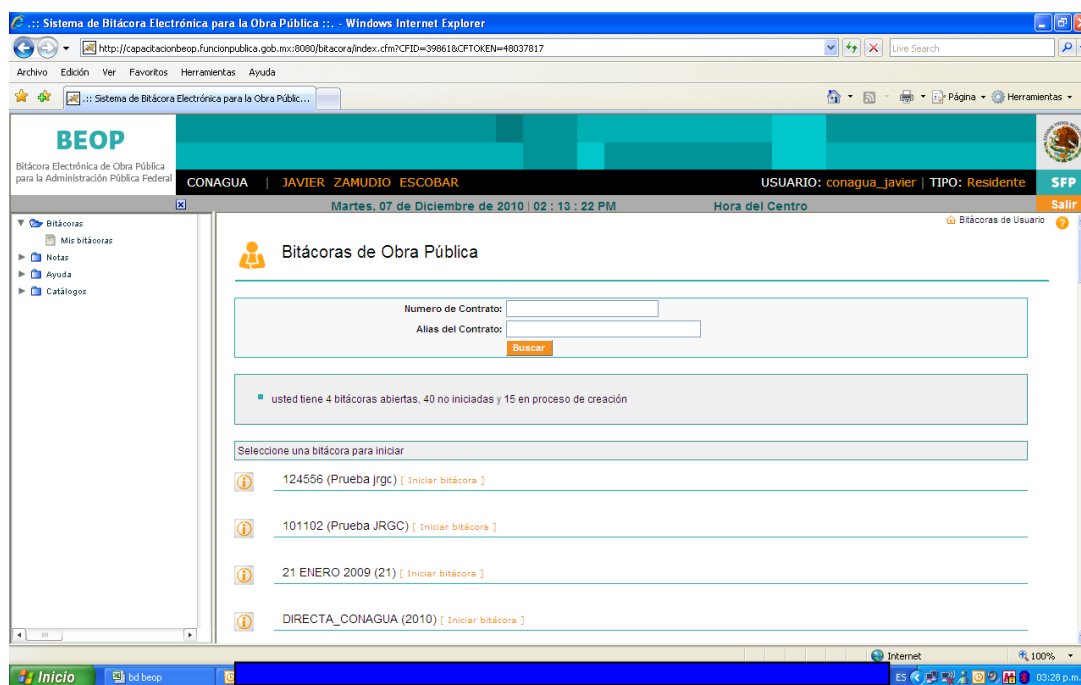 .:: Sistema de Bitácora Electrónica para la Obra Pública ::. - Windows Internet Explorer
http://capacitacionbeop.funcionpublica.gob.mx:8080/bitacora/index.cfm?CFID=39861&CFTOKEN=48037817
Live Search
Archivo Edición Ver Favoritos Herramientas Ayuda
.:: Sistema de Bitácora Electrónica para la Obra Públic...
Página Herramientas
BEOP
Bitácora Electrónica de Obra Pública
para la Administración Pública Federal
CONAGUA | JAVIER ZAMUDIO ESCOBAR
USUARIO: conagua_javier | TIPO: Residente
SFP
Martes, 07 de Diciembre de 2010 | 02 : 13 : 22 PM
Hora del Centro
Salir
Bitácoras
Mis bitácoras
Notas
Ayuda
Catálogos
Bitácoras de Usuario
Bitácoras de Obra Pública
Numero de Contrato:
Alias del Contrato:
Buscar
usted tiene 4 bitácoras abiertas, 40 no iniciadas y 15 en proceso de creación
Seleccione una bitácora para iniciar
124556 (Prueba jrgc) [ Iniciar bitácora ]
101102 (Prueba JRGC) [ Iniciar bitácora ]
21 ENERO 2009 (21) [ Iniciar bitácora ]
DIRECTA_CONAGUA (2010) [ Iniciar bitácora ]
Internet
100%
Inicio
bd beop
ES
03:28 p.m.